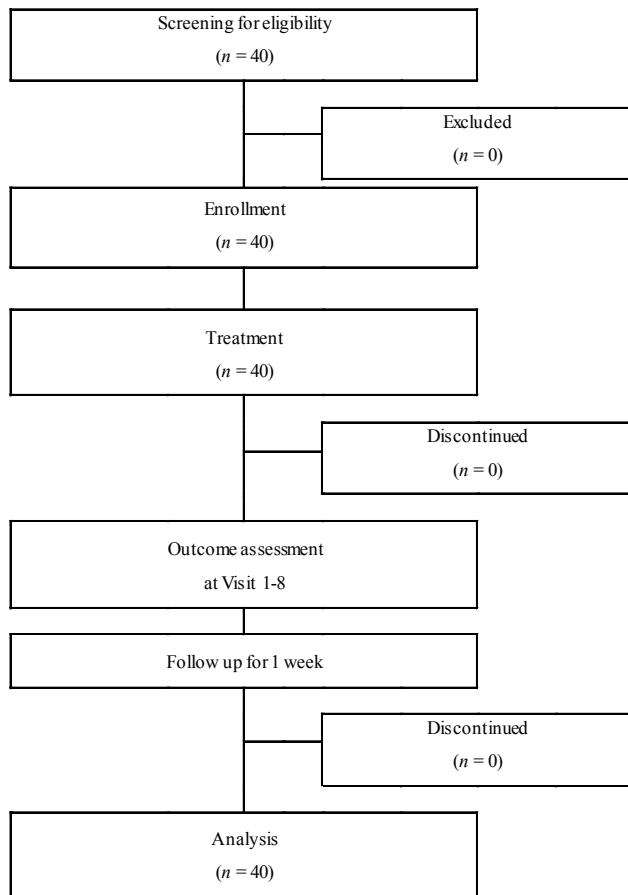 Screening for eligibility
(n = 40)
Excluded
(n = 0)
Enrollment
(n = 40)
Treatment
(n = 40)
Discontinued
(n = 0)
Outcome assessment
at Visit 1-8
Follow up for 1 week
Discontinued
(n = 0)
Analysis
(n = 40)